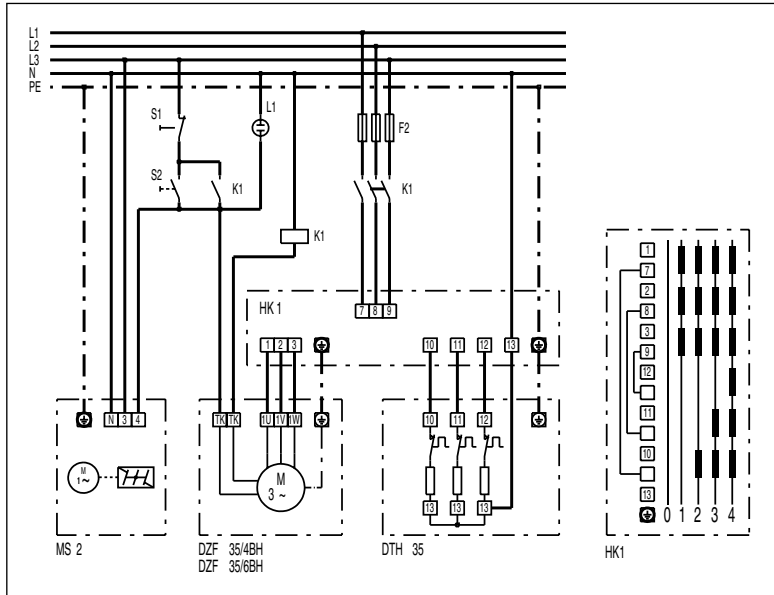 L1
L2
L3
N
PE
S1
L1
F2
S2
K1
K1
K1
HK 1
7 8 9
1 2 3
10 11 12 13
N 3 4
TK TK 1U 1V 1W
10 11 12
M
1~
M
3 ~
13 13 13
MS 2
DZF 35/4BH
DZF 35/6BH
DTH 35
1
7
2
8
3
9
12
11
10
13
0 1 2 3 4
HK1